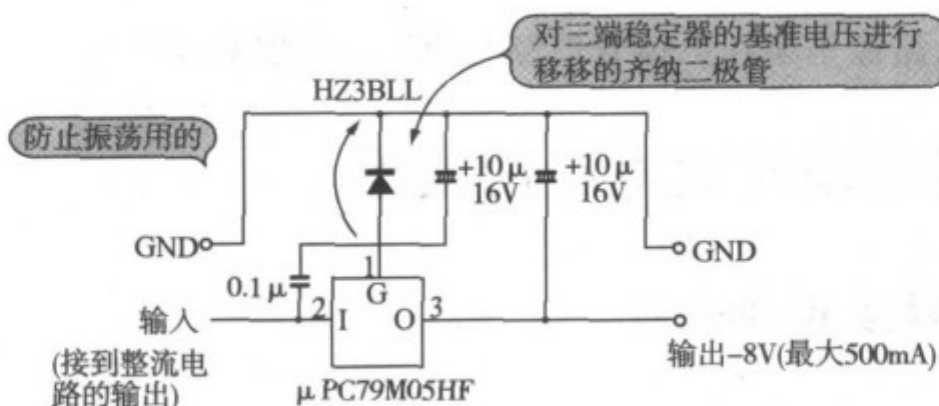 对三端稳定器的基准电压进行
移移的齐纳二极管
HZ3BLL
防止振荡用的
+10μ
16V
+10μ
16V
GND
GND
0.1μ
1
G
2
I
O
3
输入
(接到整流电
路的输出)
输出-8V(最大500mA)
μPC79M05HF